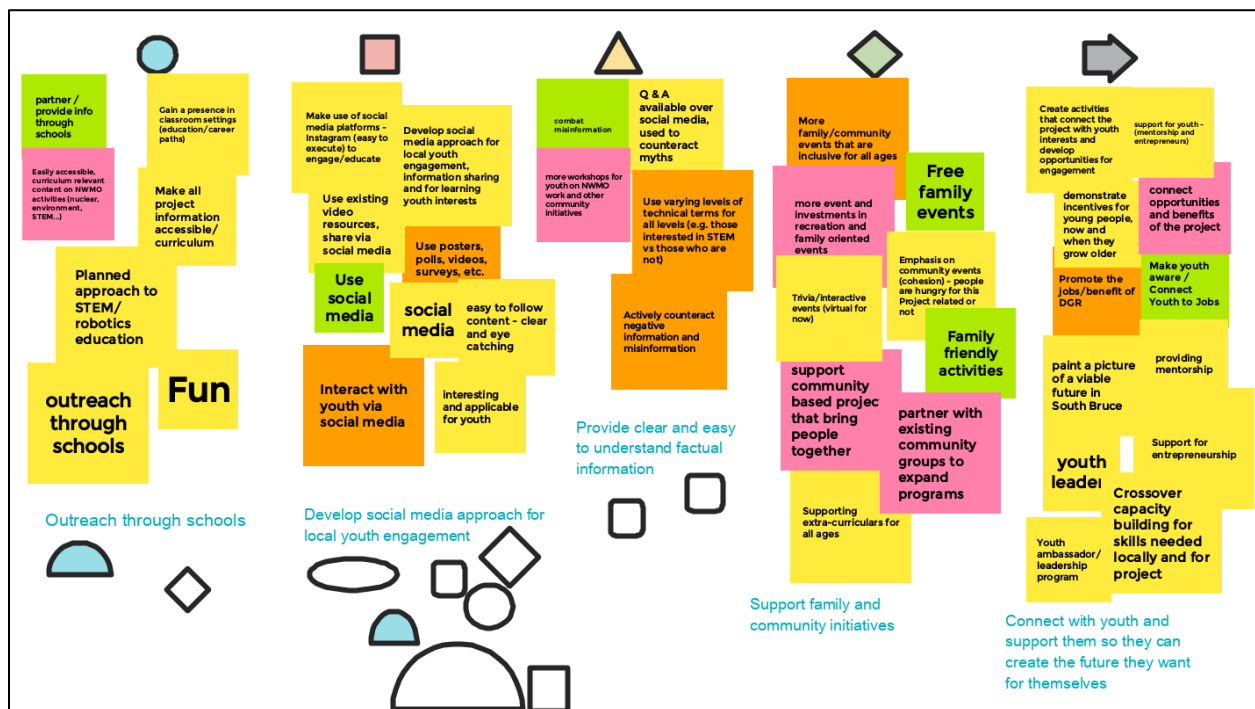 partner /
provide info
through
schools
Gain a presence in
classroom settings
(education/career
paths)
Easily accessible,
curriculum relevant
content on NWMO
activities (nuclear,
environment,
STEM...)
Make all
project
information
accessible/
curriculum
Planned
approach to
STEM/
robotics
education
Fun
outreach
through
schools
Outreach through schools
Make use of social
media platforms -
Instagram (easy to
execute) to
engage/educate
Develop social
media approach for
local youth
engagement,
information sharing
and for learning
youth interests
Use existing
video
resources,
share via
social media
Use posters,
polls, videos,
surveys, etc.
Use
social
media
social
media
easy to follow
content - clear
and eye
catching
Interact with
youth via
social media
interesting
and applicable
for youth
Develop social media approach for
local youth engagement
combat
misinformation
Q & A
available over
social media,
used to
counteract
myths
more workshops for
youth on NWMO
work and other
community
initiatives
Use varying levels of
technical terms for
all levels (e.g. those
interested in STEM
vs those who are
not)
Actively counteract
negative
information and
misinformation
Provide clear and easy
to understand factual
information
More
family/community
events that are
inclusive for all ages
Free
family
events
more event and
investments in
recreation and
family oriented
events
Emphasis on
community events
(cohesion) - people
are hungry for this
Project related or
not
Trivia/interactive
events (virtual for
now)
Family
friendly
activities
support
community
based projec
that bring
people
together
partner with
existing
community
groups to
expand
programs
Supporting
extra-curriculars for
all ages
Support family and
community initiatives
Create activities
that connect the
project with youth
interests and
develop
opportunities for
engagement
support for youth -
(mentorship and
entrepreneurs)
demonstrate
incentives for
young people,
now and
when they
grow older
connect
opportunities
and benefits
of the project
Promote the
jobs/benefit of
DGR
Make youth
aware /
Connect
Youth to Jobs
paint a picture
of a viable
future in
South Bruce
providing
mentorship
Support for
entrepreneurship
youth
leader
Crossover
capacity
building for
skills needed
locally and for
project
Youth
ambassador/
leadership
program
Connect with youth and
support them so they can
create the future they want
for themselves